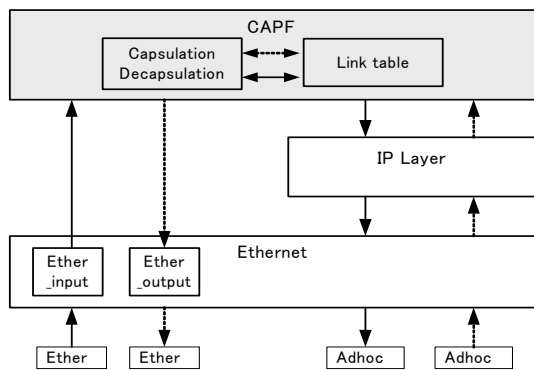 CAPF
Capsulation
Decapsulation
Link table
IP Layer
Ethernet
Ether
_input
Ether
_output
Ether
Ether
Adhoc
Adhoc